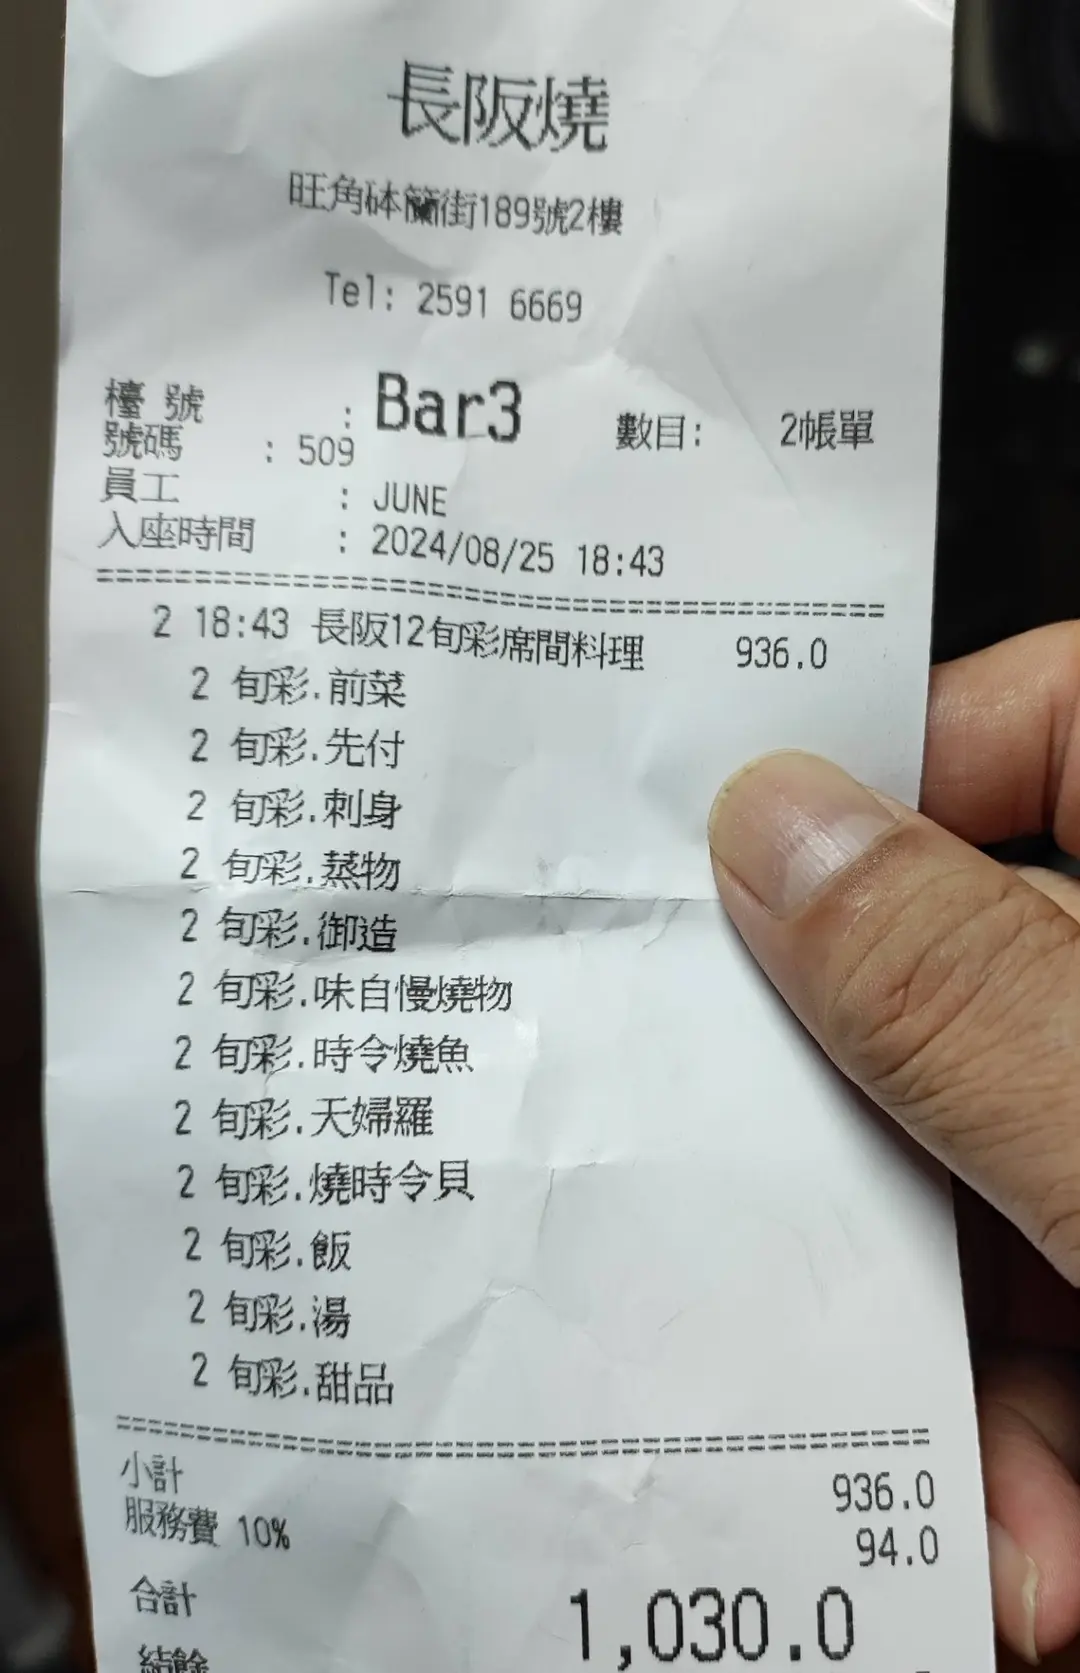 長阪燒
旺角砵蘭街189號2樓
Tel: 2591 6669
檯 號 : Bar3 數目: 2帳單
號碼 : 509
員工 : JUNE
入座時間 : 2024/08/25 18:43
2 18:43 長阪12旬彩席間料理 936.0
2 旬彩.前菜
2 旬彩.先付
2 旬彩.刺身
2 旬彩.蒸物
2 旬彩.御造
2 旬彩.味自慢燒物
2 旬彩.時令燒魚
2 旬彩.天婦羅
2 旬彩.燒時令貝
2 旬彩.飯
2 旬彩.湯
2 旬彩.甜品
小計 936.0
服務費 10% 94.0
合計 1,030.0
結餘